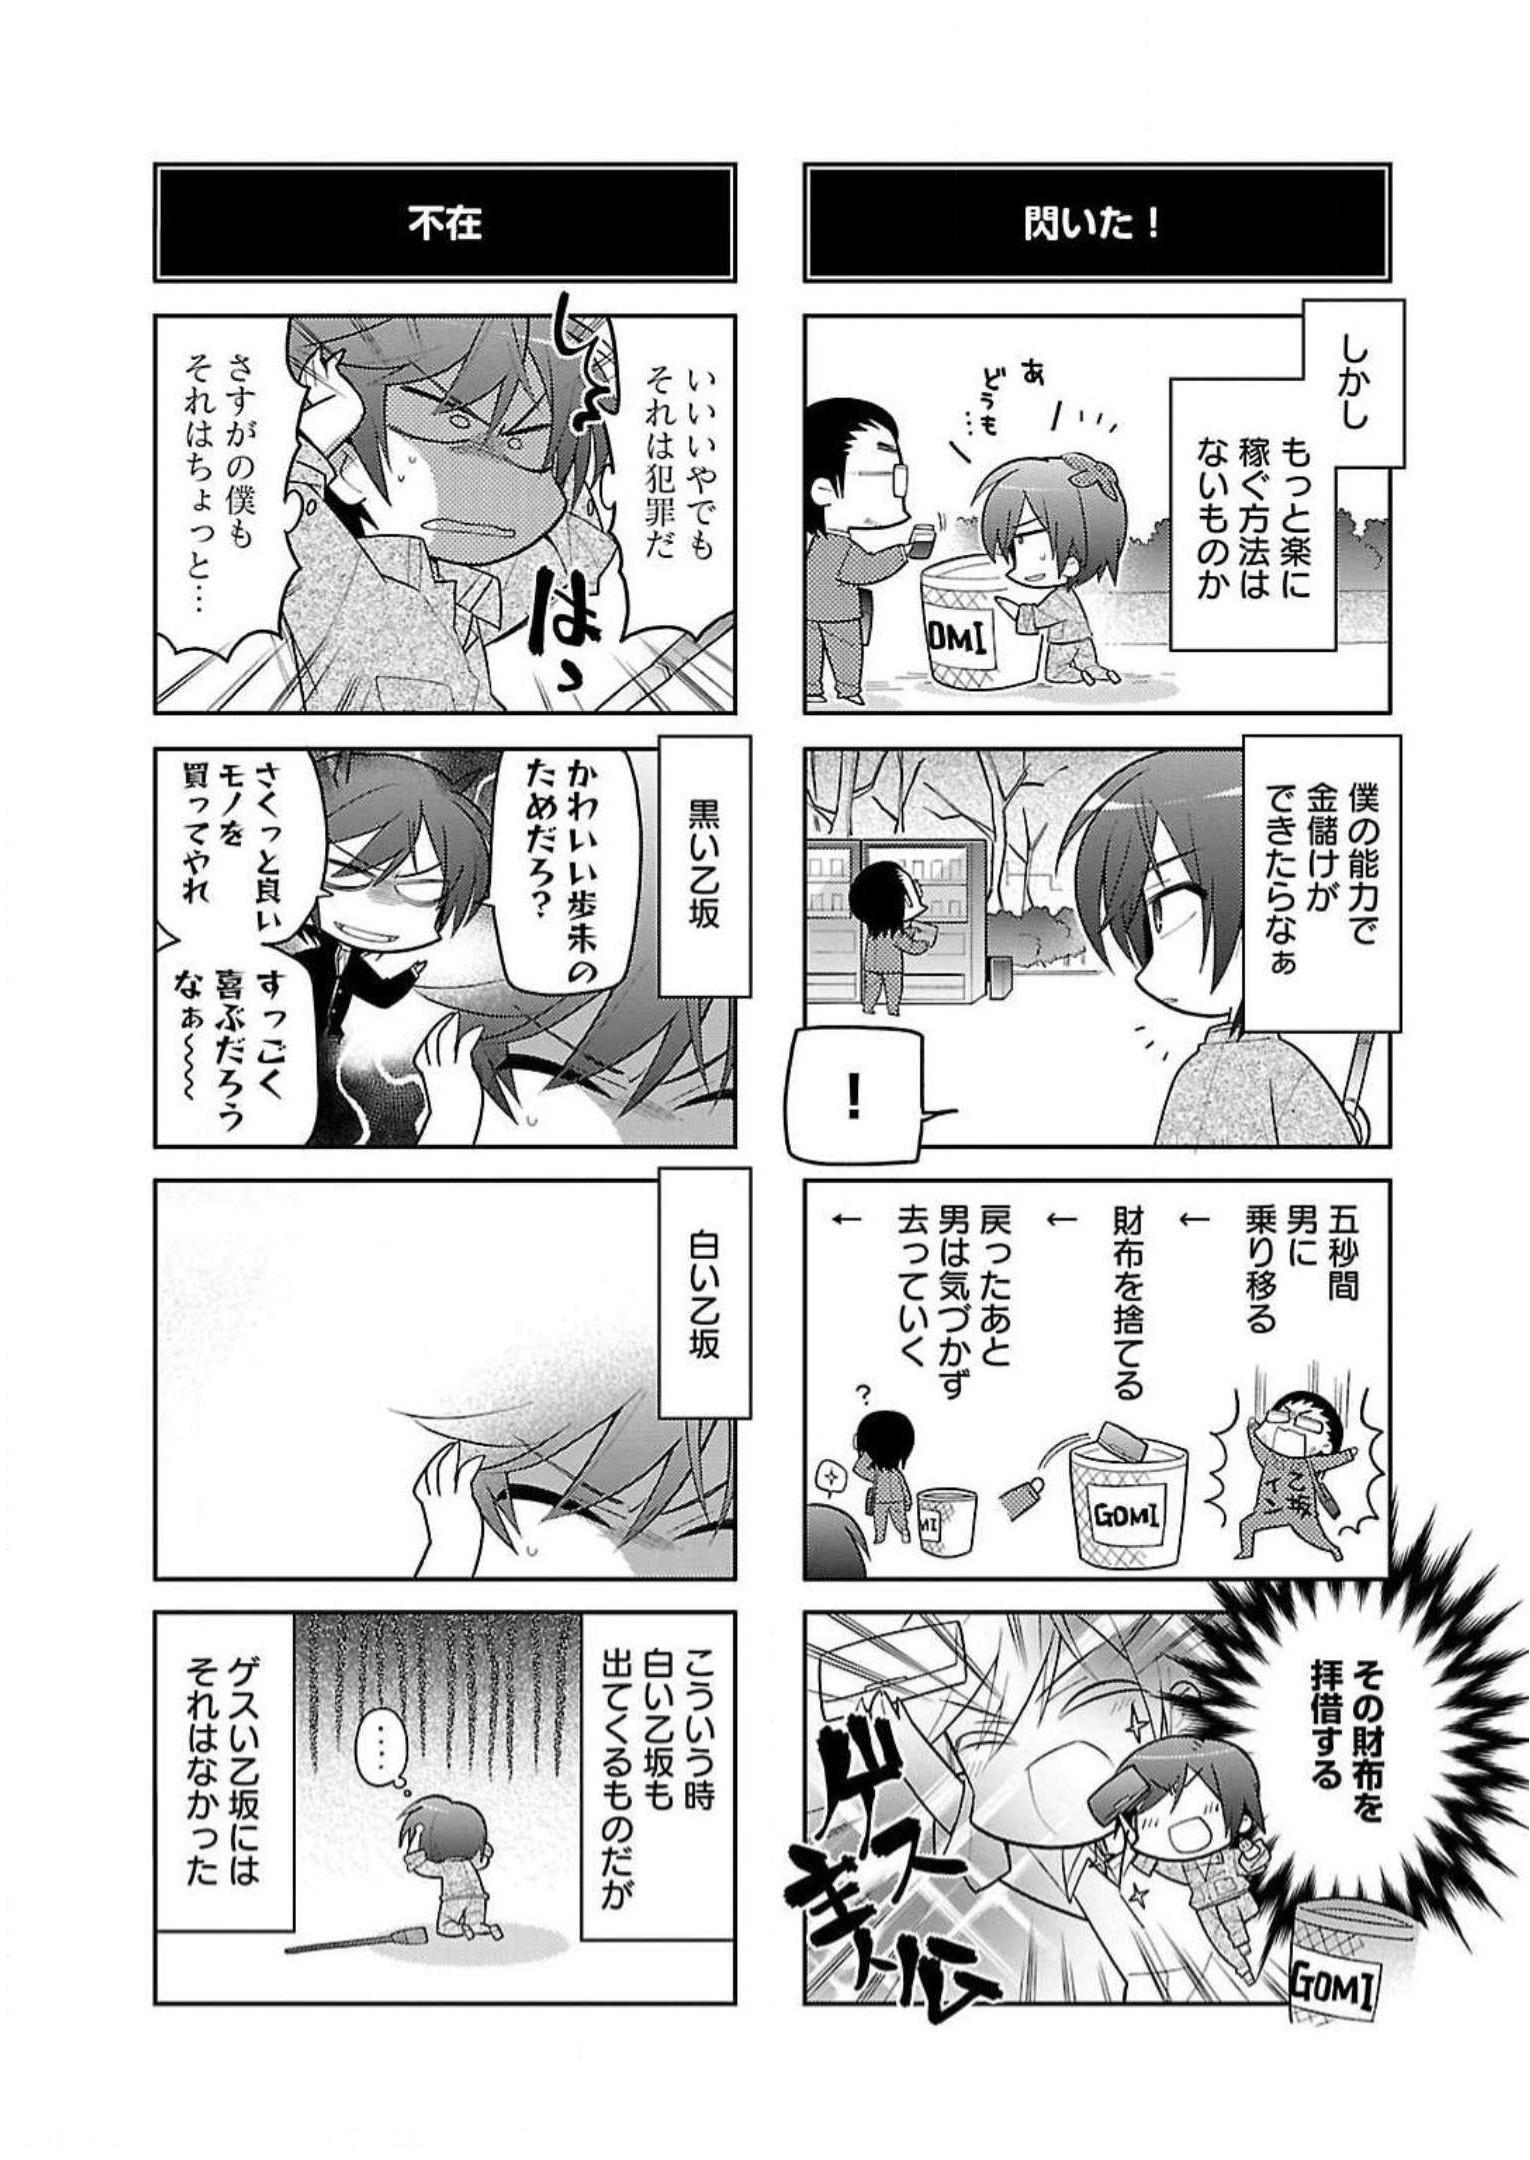 閃いた！
しかし
もっと楽に
稼ぐ方法は
ないものか
あ
どうも…
GOMI
僕の能力で
金儲けが
できたらなぁ
！
五秒間
男に
乗り移る
←
財布を捨てる
←
戻ったあと
男は気づかず
去っていく
←
乙坂
イン
GOMI
?
MI
その財布を
拝借する
ゲス
主人公
GOMI
不在
いいいやでも
それは犯罪だ
はっ
さすがの僕も
それはちょっと…
黒い乙坂
かわいい歩未の
ためだろ？
さくっと良い
モノを
買ってやれ
すっごく
喜ぶだろう
なぁ～～～
白い乙坂
こういう時
白い乙坂も
出てくるものだが
…
ゲスい乙坂には
それはなかった